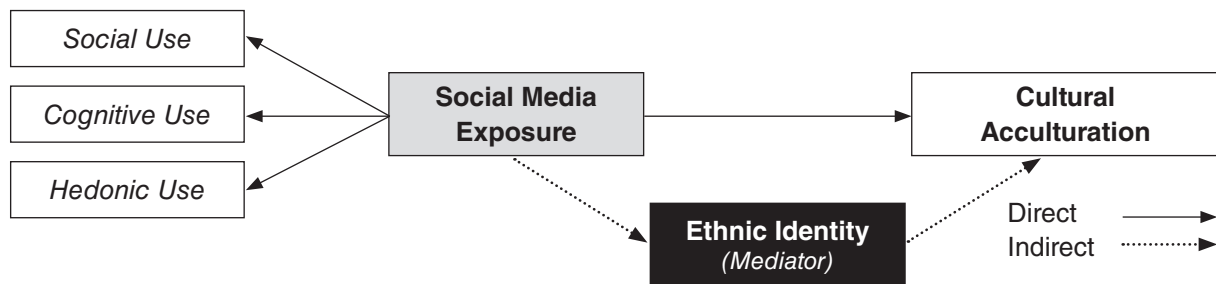 Social Use
Cognitive Use
Hedonic Use
Social Media
Exposure
Cultural
Acculturation
Ethnic Identity
(Mediator)
Direct
Indirect